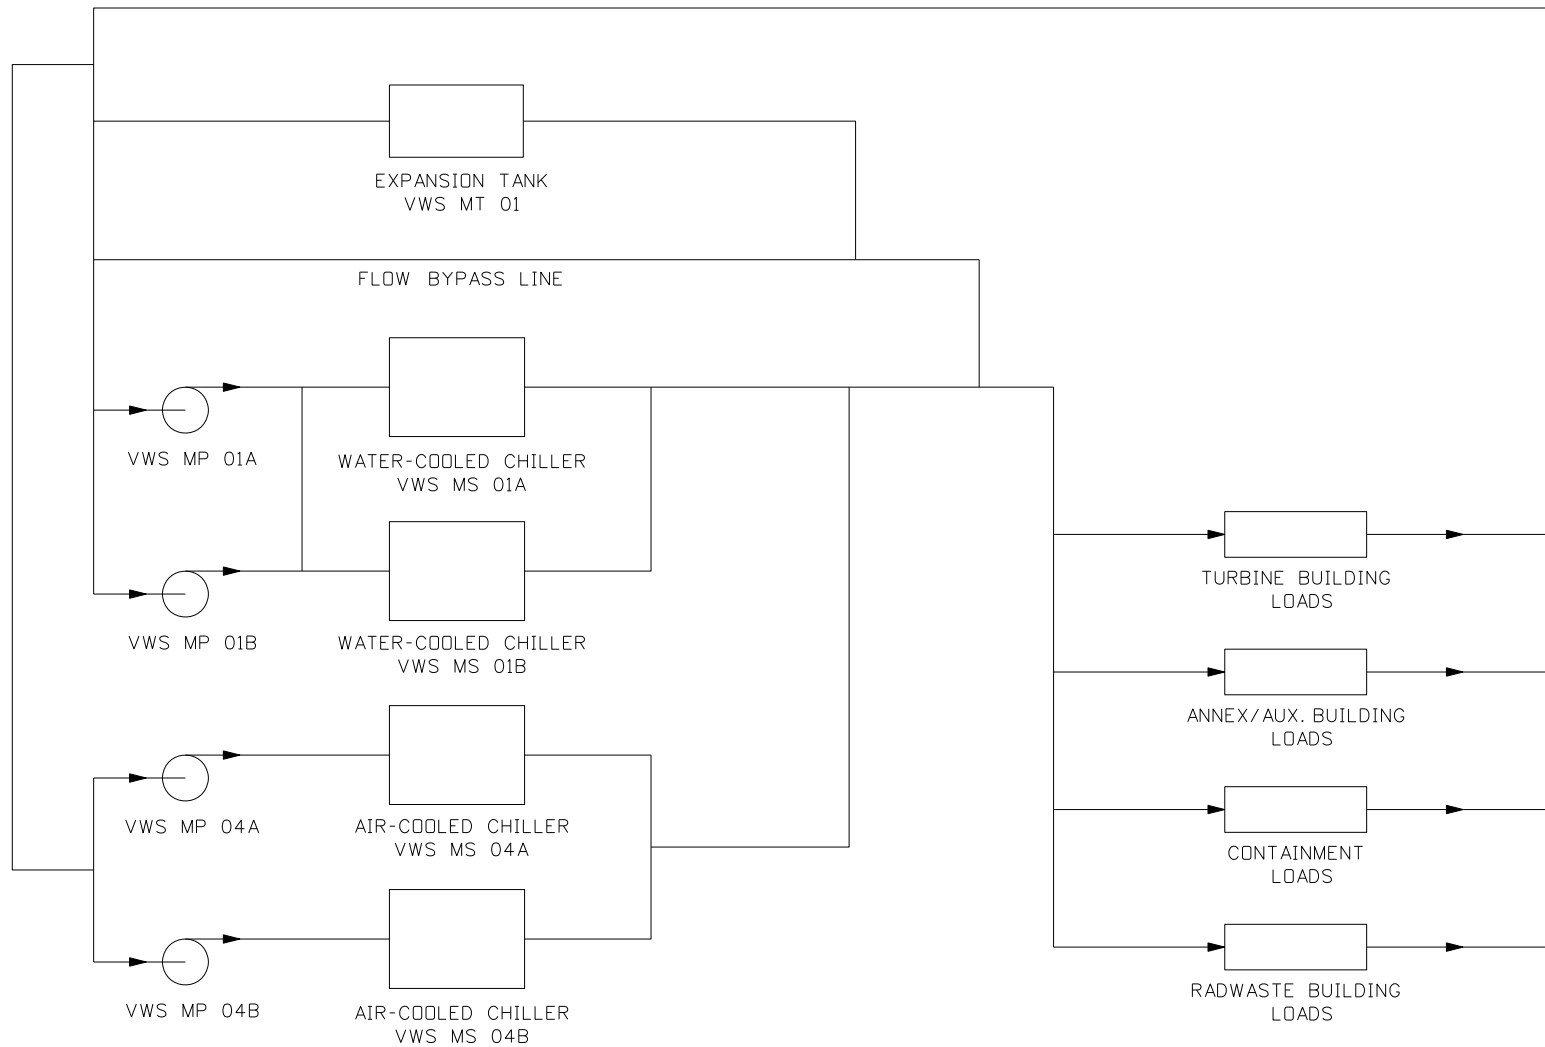 EXPANSION TANK
VWS MT 01
FLOW BYPASS LINE
VWS MP 01A
WATER-COOLED CHILLER
VWS MS 01A
VWS MP 01B
WATER-COOLED CHILLER
VWS MS 01B
VWS MP 04A
AIR-COOLED CHILLER
VWS MS 04A
VWS MP 04B
AIR-COOLED CHILLER
VWS MS 04B
TURBINE BUILDING
LOADS
ANNEX/AUX. BUILDING
LOADS
CONTAINMENT
LOADS
RADWASTE BUILDING
LOADS